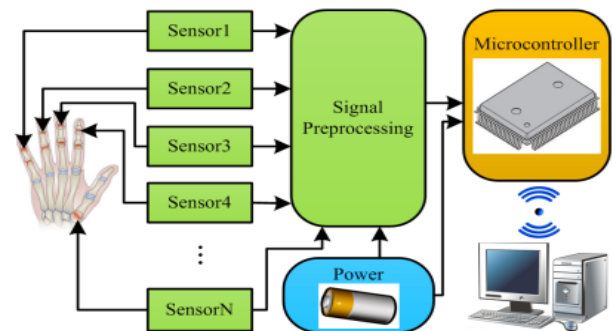 Sensor1
Sensor2
Sensor3
Sensor4
⋮
SensorN
Signal
Preprocessing
Power
Microcontroller